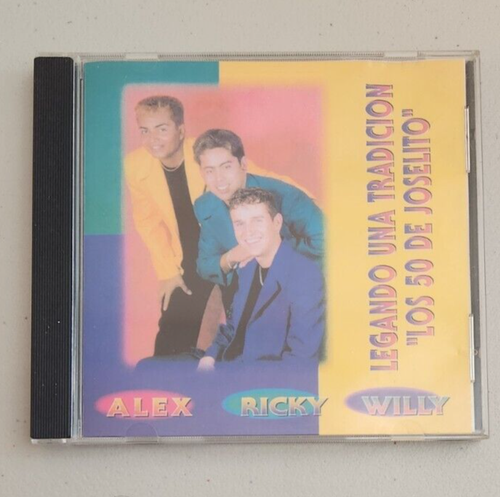 LEGANDO UNA TRADICION
"LOS 50 DE JOSELITO"
ALEX
RICKY
WILLY